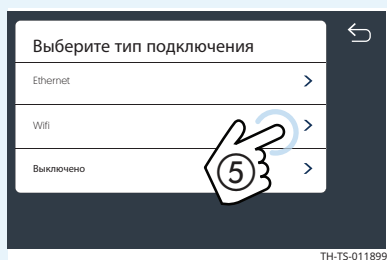 Выберите тип подключения
Ethernet
Wifi
Выключено
5
TH-TS-011899